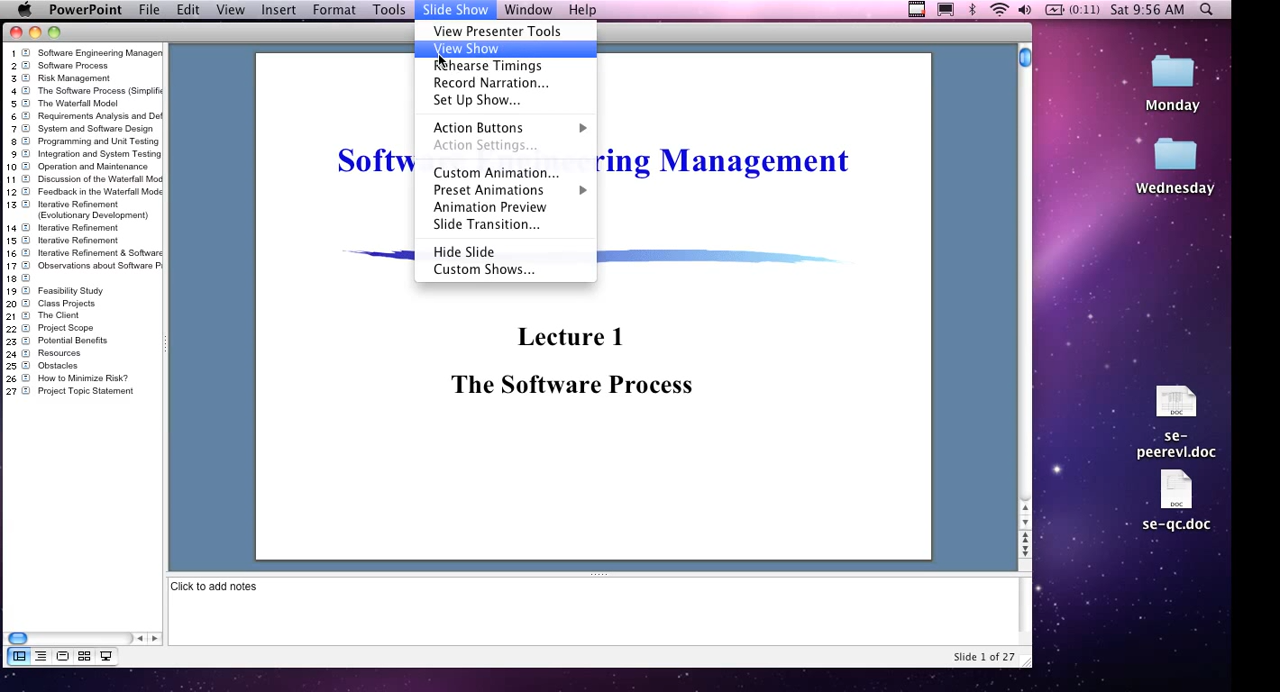 PowerPoint File Edit View Insert Format Tools Slide Show Window Help (0:11) Sat 9:56 AM
View Presenter Tools
View Show
Rehearse Timings
Record Narration...
Set Up Show...
Action Buttons
Action Settings...
Custom Animation...
Preset Animations
Animation Preview
Slide Transition...
Hide Slide
Custom Shows...
1 Software Engineering Managen
2 Software Process
3 Risk Management
4 The Software Process (Simplifie
5 The Waterfall Model
6 Requirements Analysis and Def
7 System and Software Design
8 Programming and Unit Testing
9 Integration and System Testing
10 Operation and Maintenance
11 Discussion of the Waterfall Mod
12 Feedback in the Waterfall Mode
13 Iterative Refinement
(Evolutionary Development)
14 Iterative Refinement
15 Iterative Refinement
16 Iterative Refinement & Software
17 Observations about Software Pr
18
19 Feasibility Study
20 Class Projects
21 The Client
22 Project Scope
23 Potential Benefits
24 Resources
25 Obstacles
26 How to Minimize Risk?
27 Project Topic Statement
Softw ring Management
Lecture 1
The Software Process
Click to add notes
Slide 1 of 27
Monday
Wednesday
DOC
se-
peerevl.doc
DOC
se-qc.doc